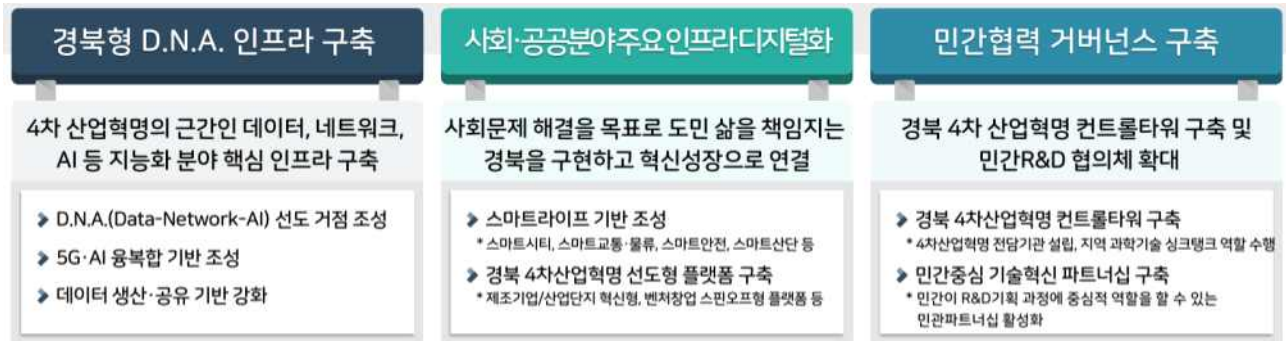 경북형 D.N.A. 인프라 구축
4차 산업혁명의 근간인 데이터, 네트워크,
AI 등 지능화 분야 핵심 인프라 구축
D.N.A.(Data-Network-AI) 선도 거점 조성
5G·AI 융복합 기반 조성
데이터 생산·공유 기반 강화
사회·공공분야 주요 인프라 디지털화
사회문제 해결을 목표로 도민 삶을 책임지는
경북을 구현하고 혁신성장으로 연결
스마트라이프 기반 조성
* 스마트시티, 스마트교통·물류, 스마트안전, 스마트산단 등
경북 4차산업혁명 선도형 플랫폼 구축
* 제조기업/산업단지 혁신형, 벤처창업 스핀오프형 플랫폼 등
민간협력 거버넌스 구축
경북 4차 산업혁명 컨트롤타워 구축 및
민간R&D 협의체 확대
경북 4차산업혁명 컨트롤타워 구축
* 4차산업혁명 전담기관 설립, 지역 과학기술 싱크탱크 역할 수행
민간중심 기술혁신 파트너십 구축
* 민간이 R&D기획 과정에 중심적 역할을 할 수 있는
민관파트너십 활성화